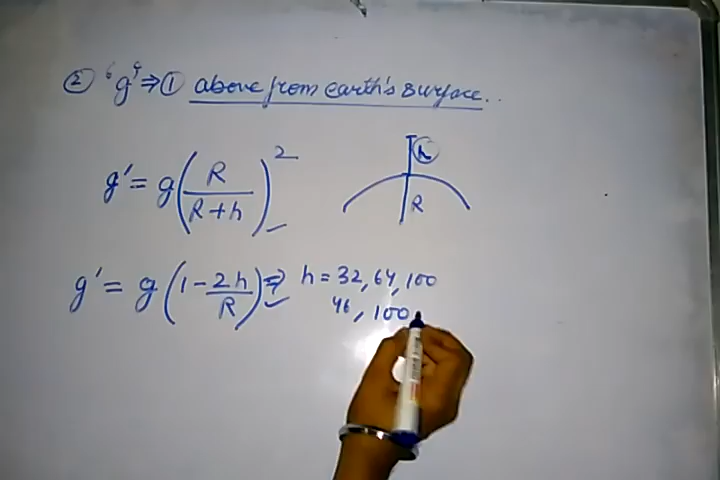 ② ‘g’ ⇒ ① above from earth's surface..
g' = g(R/(R+h))²
h
R
g' = g(1-2h/R) ⇒ h = 32, 64, 100
46, 100